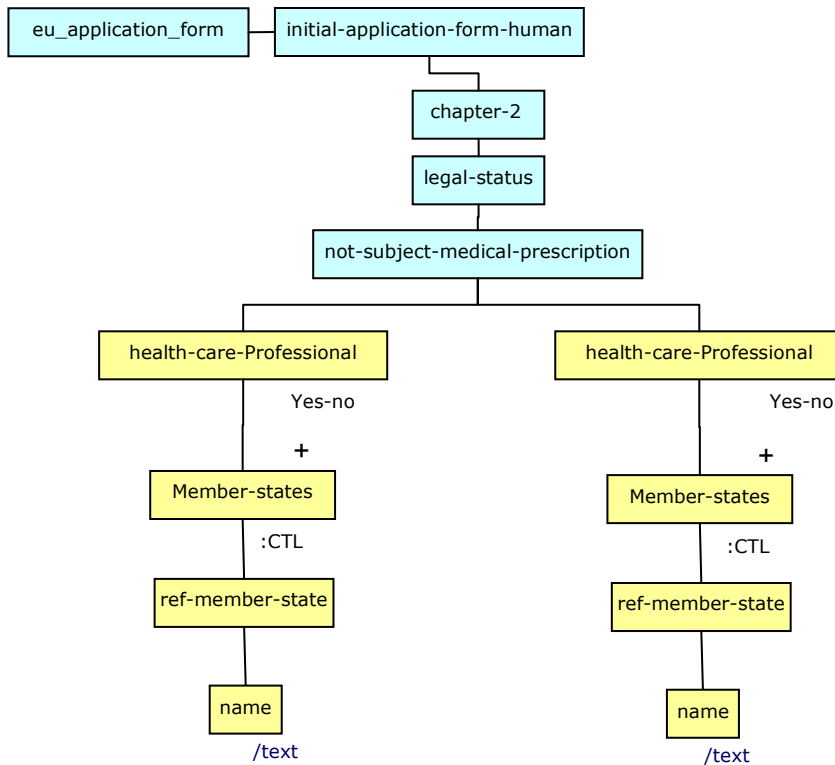 eu_application_form
initial-application-form-human
chapter-2
legal-status
not-subject-medical-prescription
health-care-Professional
health-care-Professional
Yes-no
Yes-no
+
+
Member-states
Member-states
:CTL
:CTL
ref-member-state
ref-member-state
name
name
/text
/text